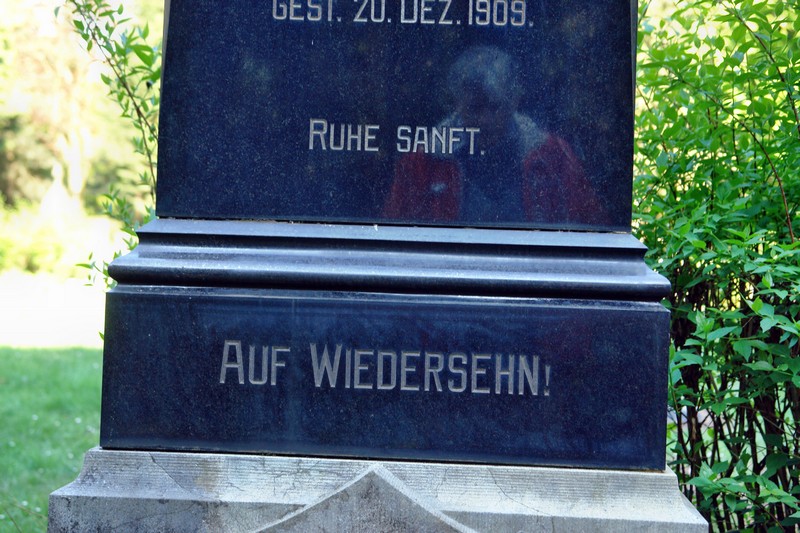 GEST. 20. DEZ. 1909.
RUHE SANFT.
AUF WIEDERSEHN!